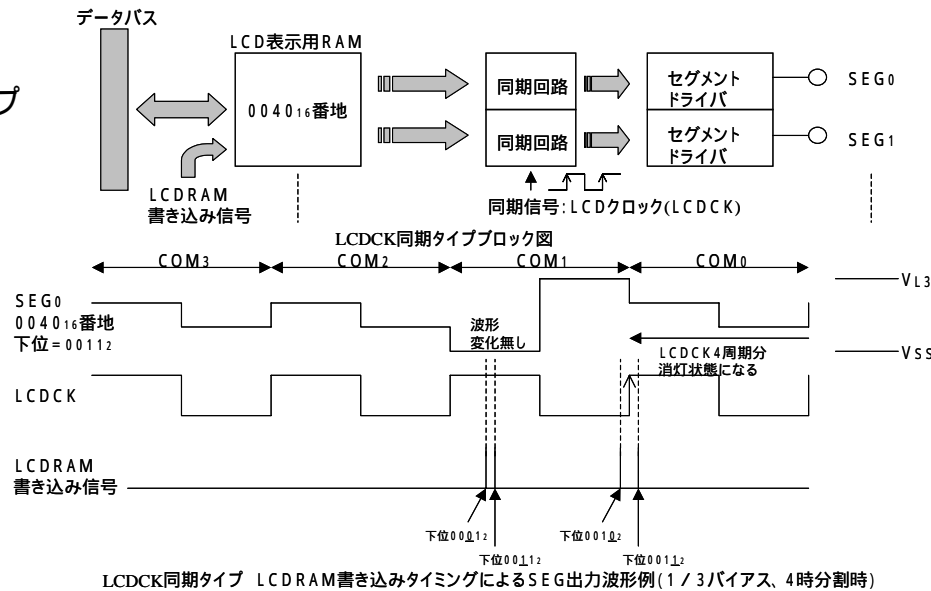 データバス
LCD表示用RAM
プ
004016番地
同期回路
同期回路
セグメント
ドライバ
セグメント
ドライバ
SEG0
SEG1
LCDRAM
書き込み信号
同期信号:LCDクロック(LCDCK)
LCDCK同期タイプブロック図
COM3
COM2
COM1
COM0
VL3
SEG0
004016番地
下位=00112
波形
変化無し
LCDCK4周期分
消灯状態になる
VSS
LCDCK
LCDRAM
書き込み信号
下位00012
下位00112
下位00102
下位00112
LCDCK同期タイプ LCDRAM書き込みタイミングによるSEG出力波形例(1/3バイアス、4時分割時)